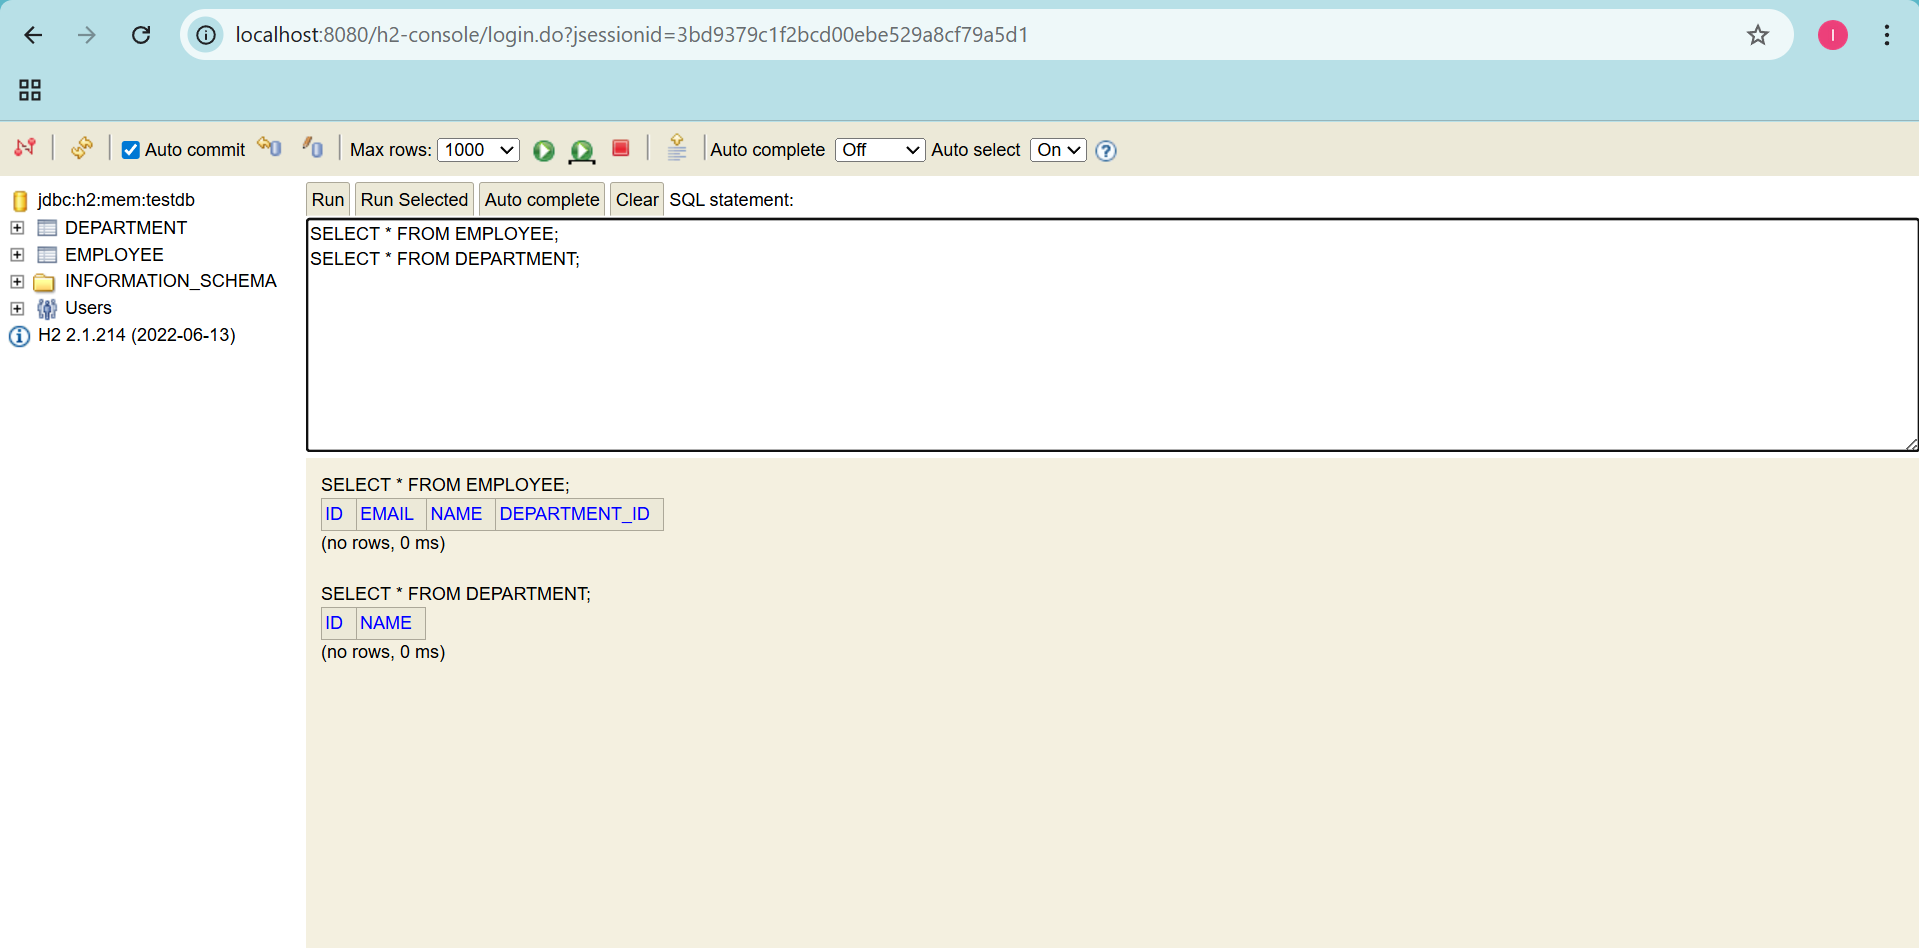 localhost:8080/h2-console/login.do?jsessionid=3bd9379c1f2bcd00ebe529a8cf79a5d1
I
Auto commit Max rows: 1000 Auto complete Off Auto select On ?
jdbc:h2:mem:testdb
DEPARTMENT
EMPLOYEE
INFORMATION_SCHEMA
Users
H2 2.1.214 (2022-06-13)
Run Run Selected Auto complete Clear SQL statement:
SELECT * FROM EMPLOYEE;
SELECT * FROM DEPARTMENT;
SELECT * FROM EMPLOYEE;
ID EMAIL NAME DEPARTMENT_ID
(no rows, 0 ms)
SELECT * FROM DEPARTMENT;
ID NAME
(no rows, 0 ms)